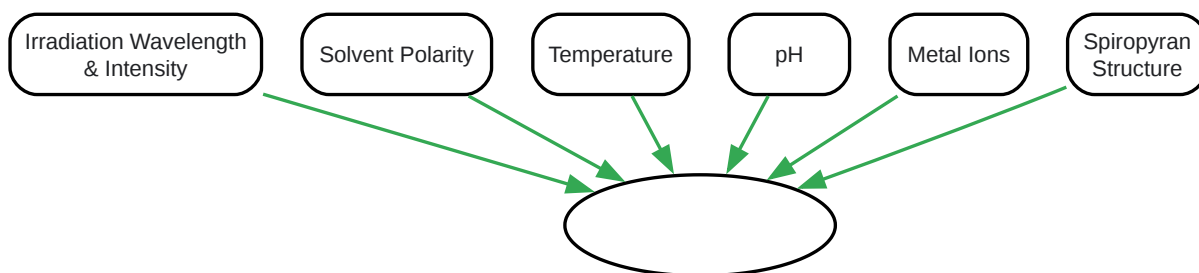 Irradiation Wavelength
& Intensity
Solvent Polarity
Temperature
pH
Metal Ions
Spiropyran
Structure